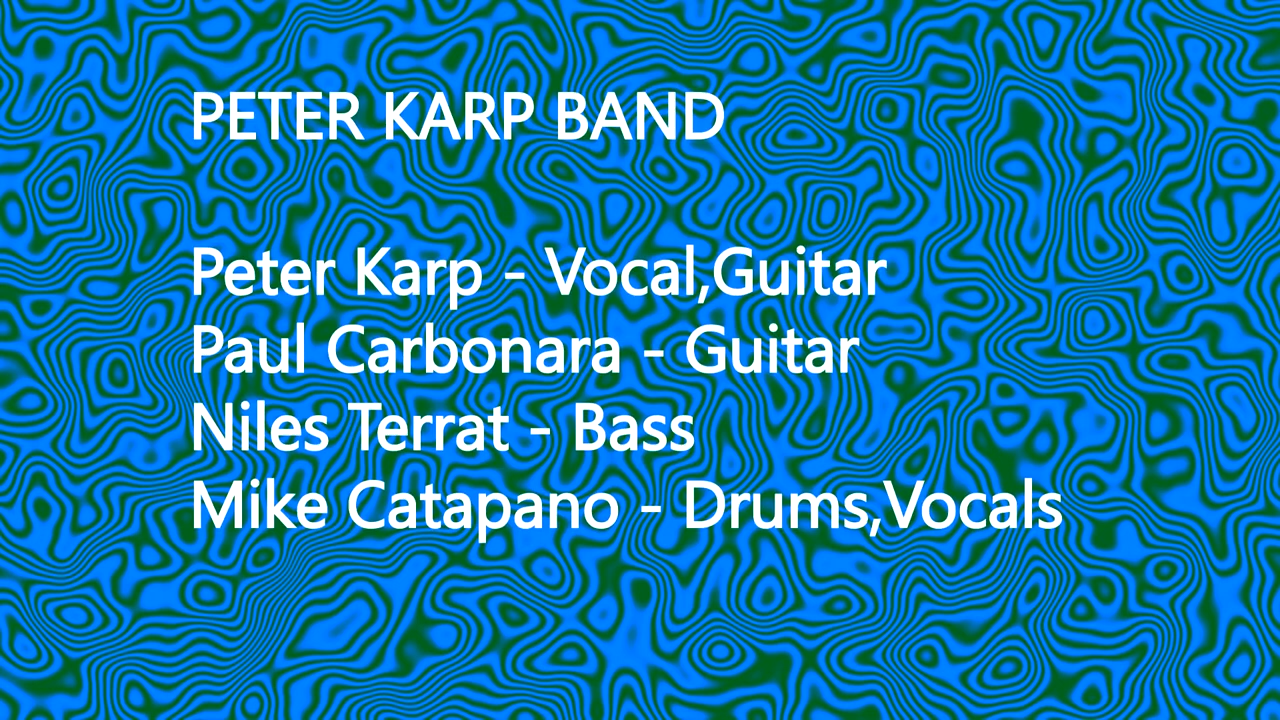 PETER KARP BAND
Peter Karp - Vocal,Guitar
Paul Carbonara - Guitar
Niles Terrat - Bass
Mike Catapano - Drums,Vocals